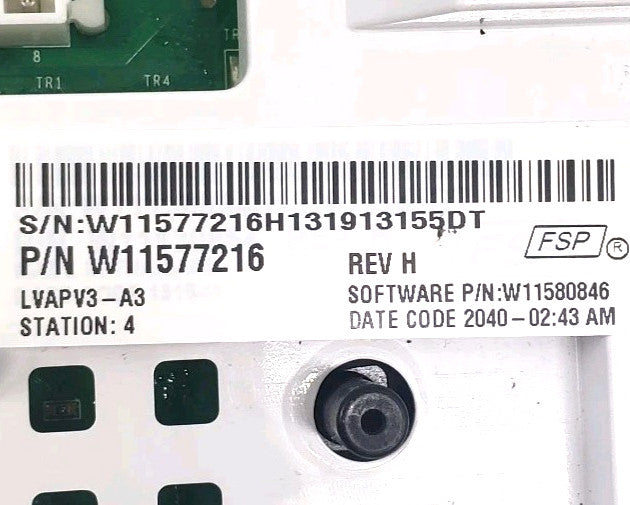 8
TR1
TR4
TR
S/N:W11577216H131913155DT
P/N W11577216
REV H
FSP®
LVAPV3-A3
SOFTWARE P/N:W11580846
STATION: 4
DATE CODE 2040-02:43 AM